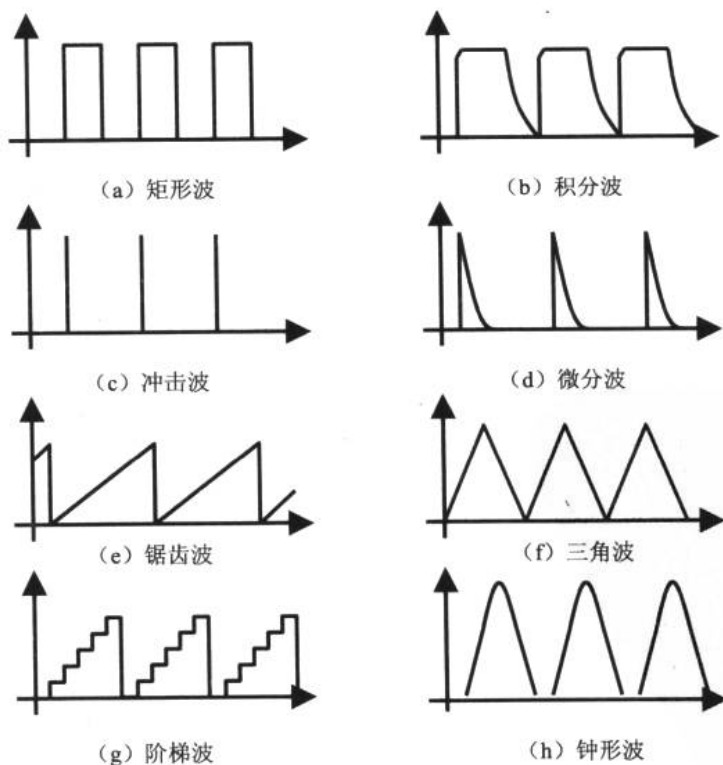 （a）矩形波
（b）积分波
（c）冲击波
（d）微分波
（e）锯齿波
（f）三角波
（g）阶梯波
（h）钟形波